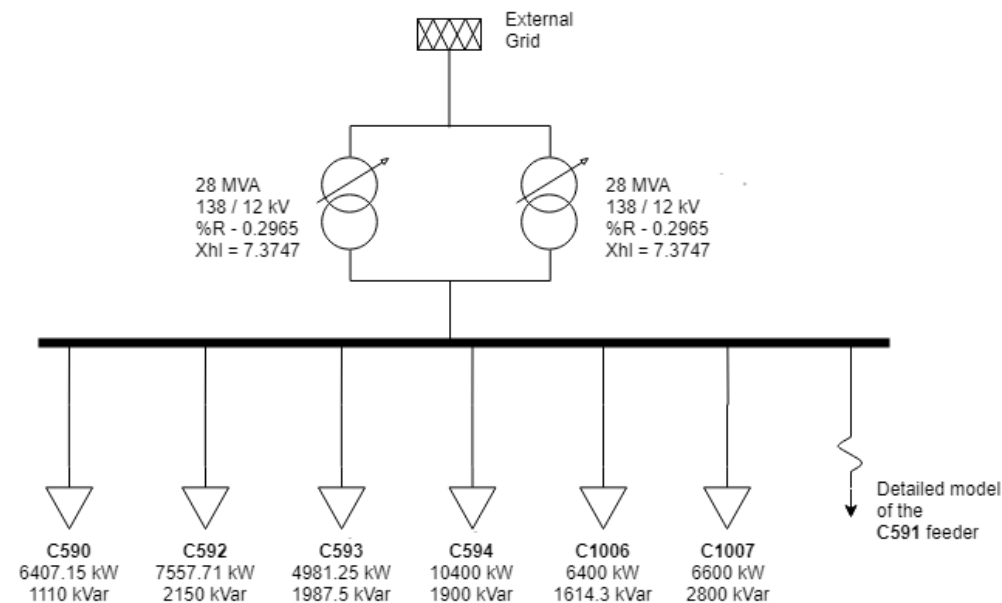 External
Grid
28 MVA
138 / 12 kV
%R - 0.2965
Xhl = 7.3747
28 MVA
138 / 12 kV
%R - 0.2965
Xhl = 7.3747
Detailed model
of the
C591 feeder
C590
6407.15 kW
1110 kVar
C592
7557.71 kW
2150 kVar
C593
4981.25 kW
1987.5 kVar
C594
10400 kW
1900 kVar
C1006
6400 kW
1614.3 kVar
C1007
6600 kW
2800 kVar